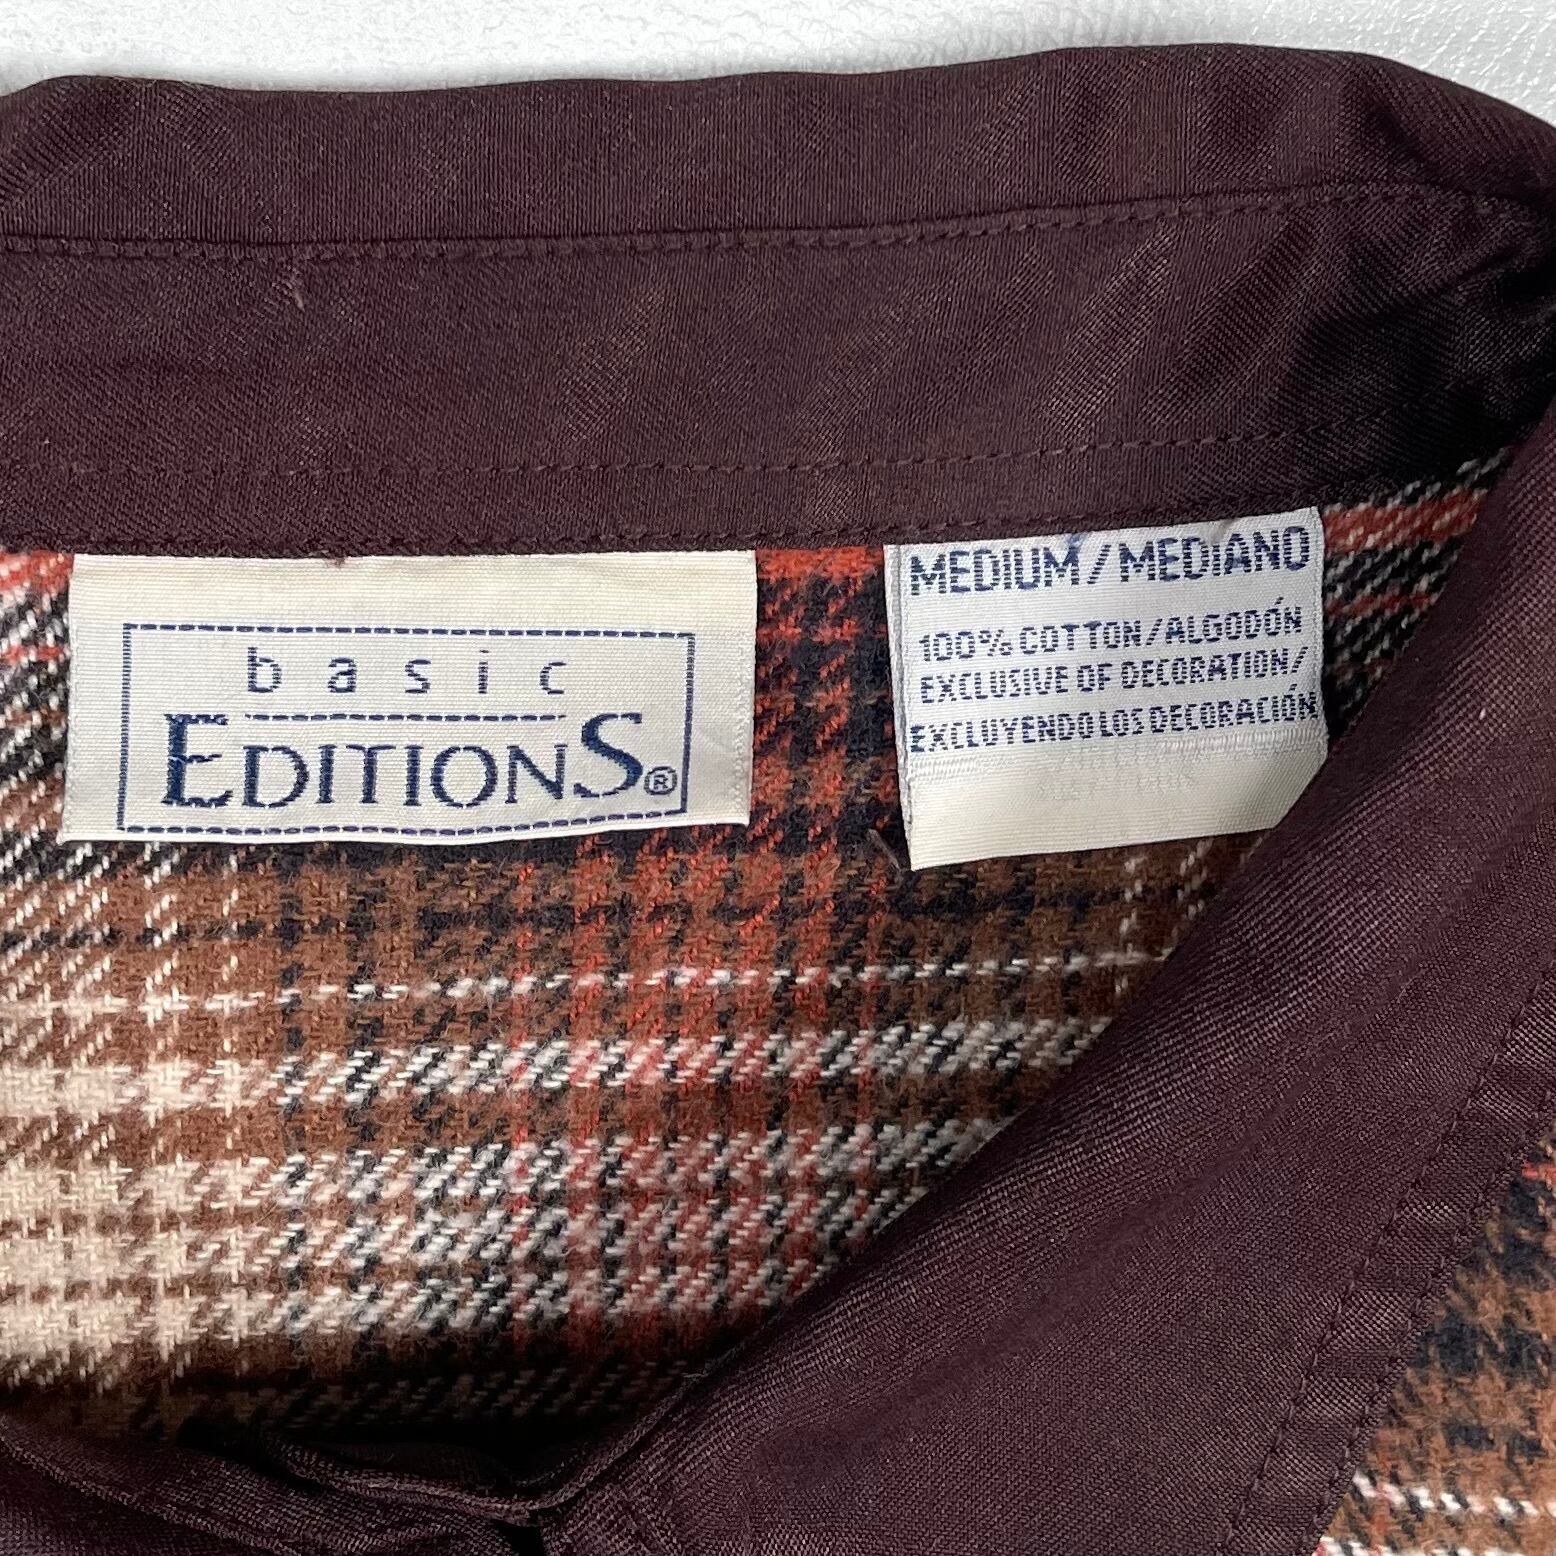 basic
EDITIONS®
MEDIUM/MEDIANO
100% COTTON/ALGODÓN
EXCLUSIVE OF DECORATION/
EXCLUYENDO LOS DECORACIÓN